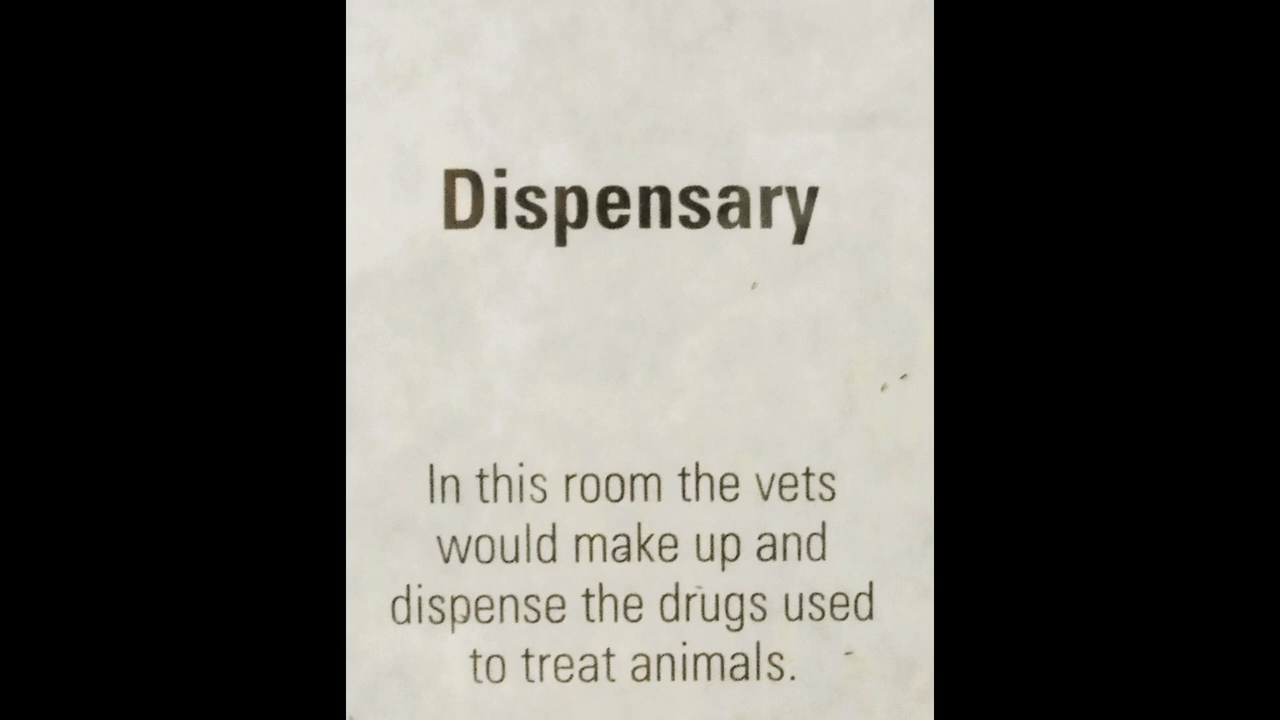 Dispensary
In this room the vets
would make up and
dispense the drugs used
to treat animals.